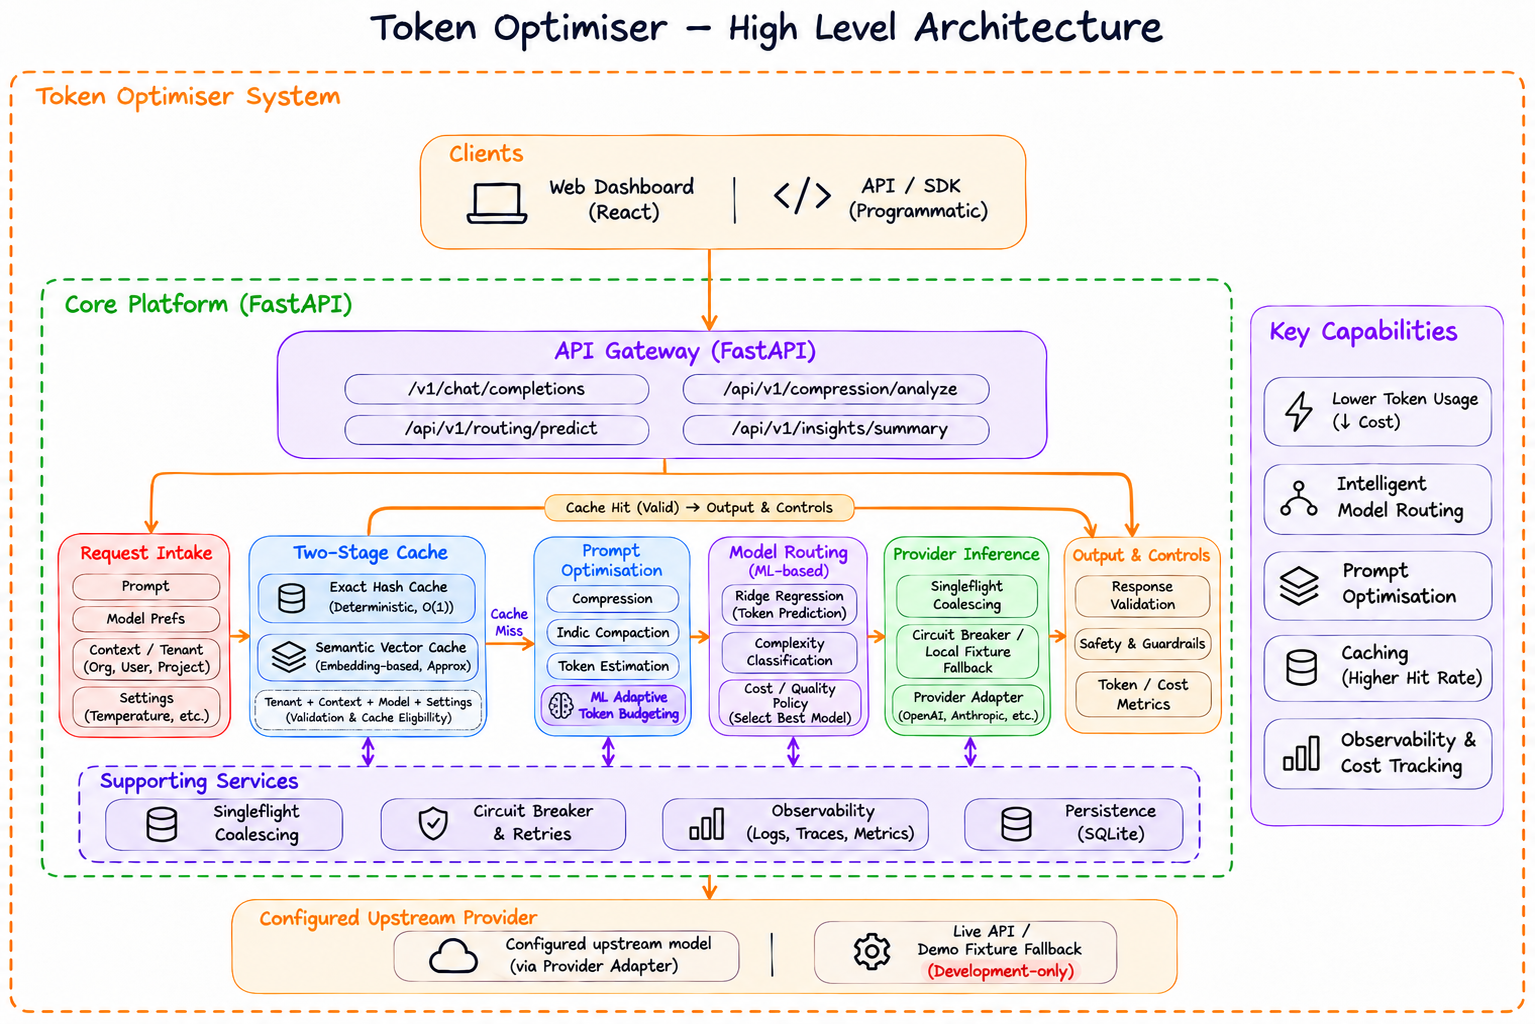 Token Optimiser – High Level Architecture
Token Optimiser System
Clients
Web Dashboard
(React)
</>
API / SDK
(Programmatic)
Core Platform (FastAPI)
API Gateway (FastAPI)
/v1/chat/completions
/api/v1/compression/analyze
/api/v1/routing/predict
/api/v1/insights/summary
Cache Hit (Valid) → Output & Controls
Request Intake
Prompt
Model Prefs
Context / Tenant
(Org, User, Project)
Settings
(Temperature, etc.)
Two-Stage Cache
Exact Hash Cache
(Deterministic, O(1))
Semantic Vector Cache
(Embedding-based, Approx)
Tenant + Context + Model + Settings
(Validation & Cache Eligbillity)
Cache
Miss
Prompt
Optimisation
Compression
Indic Compaction
Token Estimation
ML Adaptive
Token Budgeting
Model Routing
(ML-based)
Ridge Regression
(Token Prediction)
Complexity
Classification
Cost / Quality
Policy
(Select Best Model)
Provider Inference
Singleflight
Coalescing
Circuit Breaker /
Local Fixture
Fallback
Provider Adapter
(OpenAI, Anthropic, etc.)
Output & Controls
Response
Validation
Safety & Guardrails
Token / Cost
Metrics
Supporting Services
Singleflight
Coalescing
Circuit Breaker
& Retries
Observability
(Logs, Traces, Metrics)
Persistence
(SQLite)
Configured Upstream Provider
Configured upstream model
(via Provider Adapter)
Live API /
Demo Fixture Fallback
(Development-only)
Key Capabilities
Lower Token Usage
(↓ Cost)
Intelligent
Model Routing
Prompt
Optimisation
Caching
(Higher Hit Rate)
Observability &
Cost Tracking